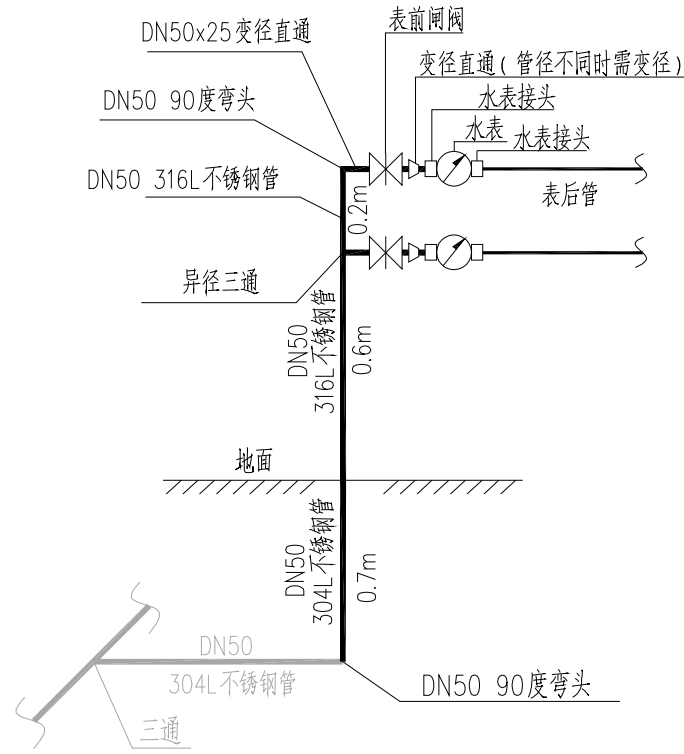 表前闸阀
DN50x25变径直通
变径直通(管径不同时需变径)
DN50 90度弯头
水表接头
水表
水表接头
DN50 316L不锈钢管
表后管
0.2m
异径三通
DN50
316L不锈钢管
0.6m
地面
DN50
304L不锈钢管
0.7m
DN50
304L不锈钢管
DN50 90度弯头
三通